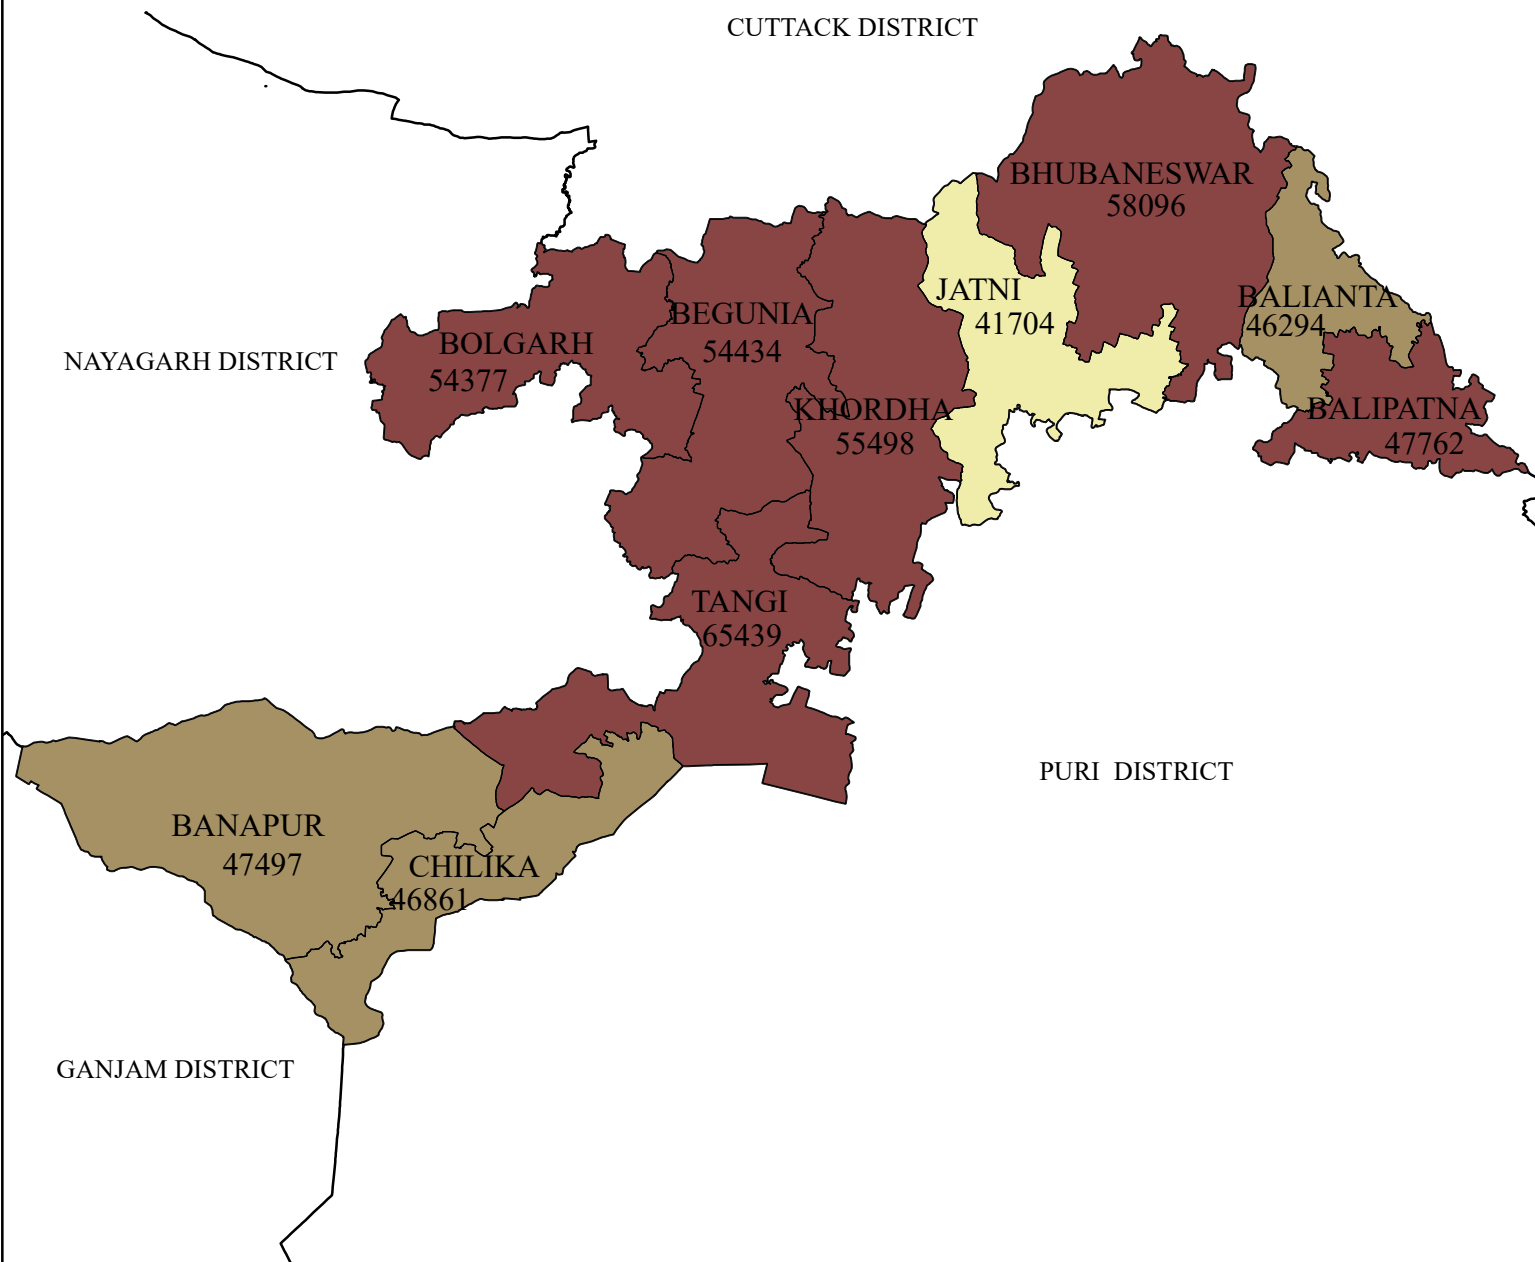 CUTTACK DISTRICT
BHUBANESWAR
58096
JATNI
41704
BALIANTA
46294
BEGUNIA
54434
BOLGARH
54377
NAYAGARH DISTRICT
KHORDHA
55498
BALIPATNA
47762
TANGI
65439
PURI DISTRICT
BANAPUR
47497
CHILIKA
46861
GANJAM DISTRICT